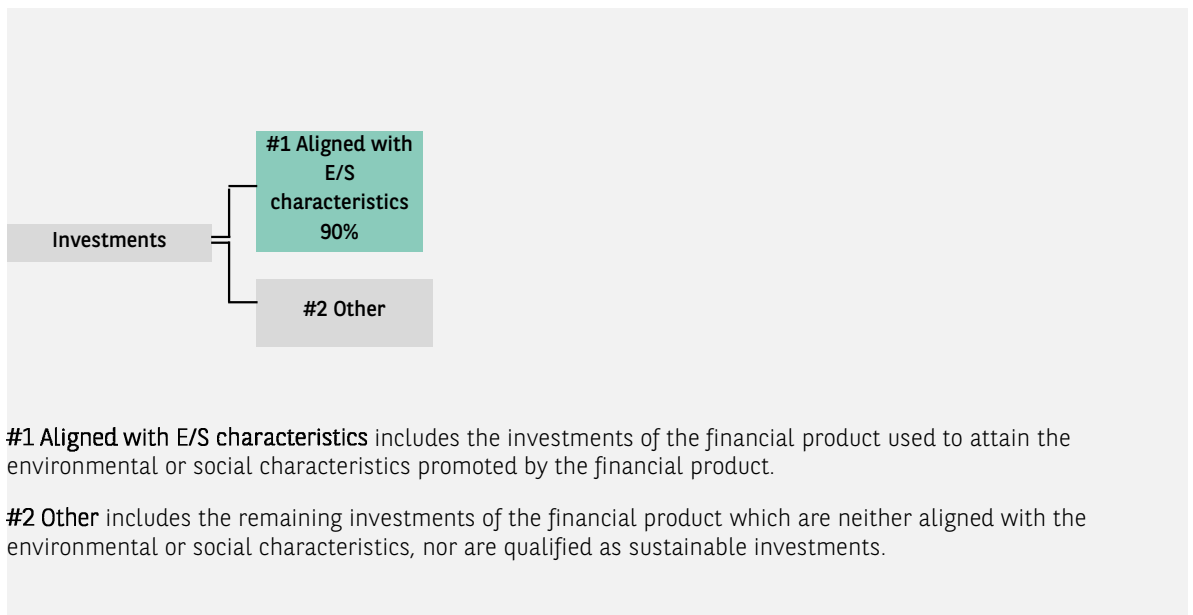 #1 Aligned with
E/S
characteristics
90%
Investments
#2 Other
#1 Aligned with E/S characteristics includes the investments of the financial product used to attain the
environmental or social characteristics promoted by the financial product.
#2 Other includes the remaining investments of the financial product which are neither aligned with the
environmental or social characteristics, nor are qualified as sustainable investments.